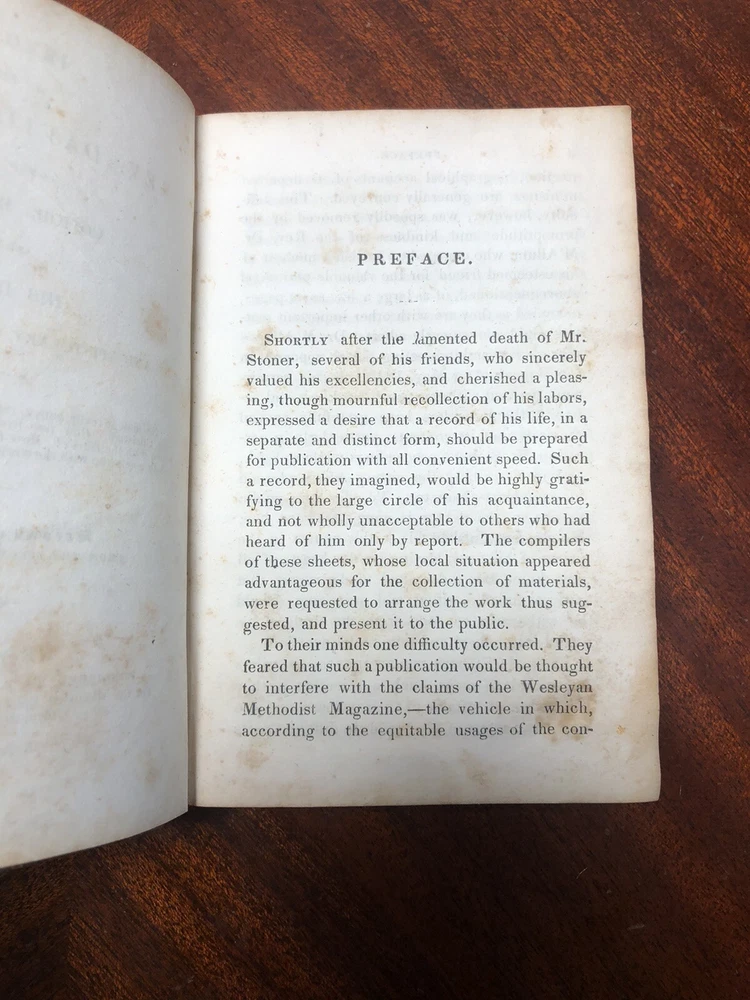 PREFACE.
Shortly after the lamented death of Mr.
Stoner, several of his friends, who sincerely
valued his excellencies, and cherished a pleas-
ing, though mournful recollection of his labors,
expressed a desire that a record of his life, in a
separate and distinct form, should be prepared
for publication with all convenient speed. Such
a record, they imagined, would be highly grati-
fying to the large circle of his acquaintance,
and not wholly unacceptable to others who had
heard of him only by report. The compilers
of these sheets, whose local situation appeared
advantageous for the collection of materials,
were requested to arrange the work thus sug-
gested, and present it to the public.
To their minds one difficulty occurred. They
feared that such a publication would be thought
to interfere with the claims of the Wesleyan
Methodist Magazine,—the vehicle in which,
according to the equitable usages of the con-